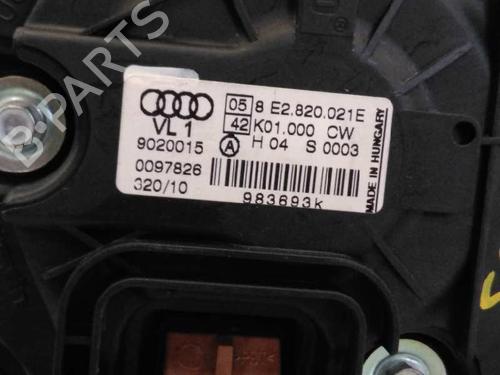 05 8 E2.820.021E
VL 1 42 K01.000 CW
9020015 A H 04 S 0003
0097826
320/10
983693k
MADE IN HUNGARY
B-PARTS